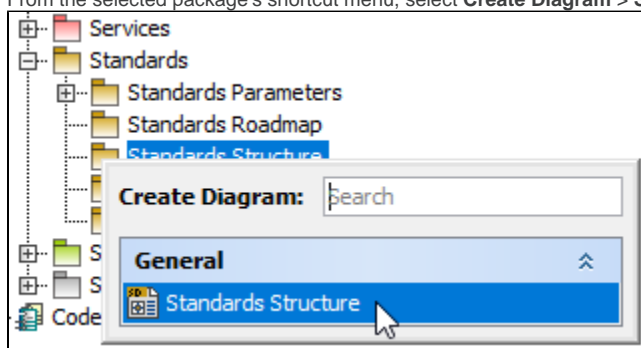 From the selected package's shortcut menu, select Create Diagram >
Services
Standards
Standards Parameters
Standards Roadmap
Standards Structure
Create Diagram: Search
S General
S SD Standards Structure
Code